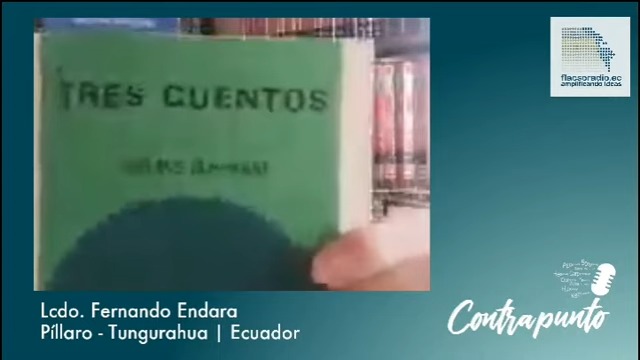 TRES CUENTOS
flacsoradio.ec
amplificando ideas
Lcdo. Fernando Endara
Píllaro - Tungurahua | Ecuador
Contrapunto